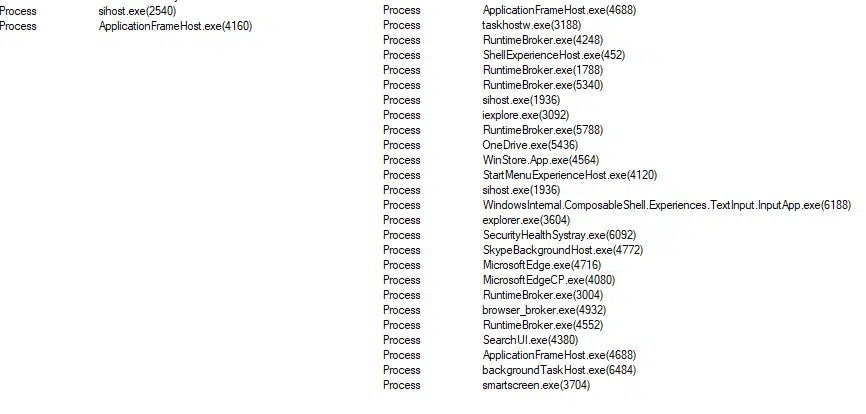 Process sihost.exe(2540)
Process ApplicationFrameHost.exe(4160)
Process ApplicationFrameHost.exe(4688)
Process taskhostw.exe(3188)
Process RuntimeBroker.exe(4248)
Process ShellExperienceHost.exe(452)
Process RuntimeBroker.exe(1788)
Process RuntimeBroker.exe(5340)
Process sihost.exe(1936)
Process iexplore.exe(3092)
Process RuntimeBroker.exe(5788)
Process OneDrive.exe(5436)
Process WinStore.App.exe(4564)
Process StartMenuExperienceHost.exe(4120)
Process sihost.exe(1936)
Process WindowsInternal.ComposableShell.Experiences.TextInput.InputApp.exe(6188)
Process explorer.exe(3604)
Process SecurityHealthSystray.exe(6092)
Process SkypeBackgroundHost.exe(4772)
Process MicrosoftEdge.exe(4716)
Process MicrosoftEdgeCP.exe(4080)
Process RuntimeBroker.exe(3004)
Process browser_broker.exe(4932)
Process RuntimeBroker.exe(4552)
Process SearchUI.exe(4380)
Process ApplicationFrameHost.exe(4688)
Process backgroundTaskHost.exe(6484)
Process smartscreen.exe(3704)